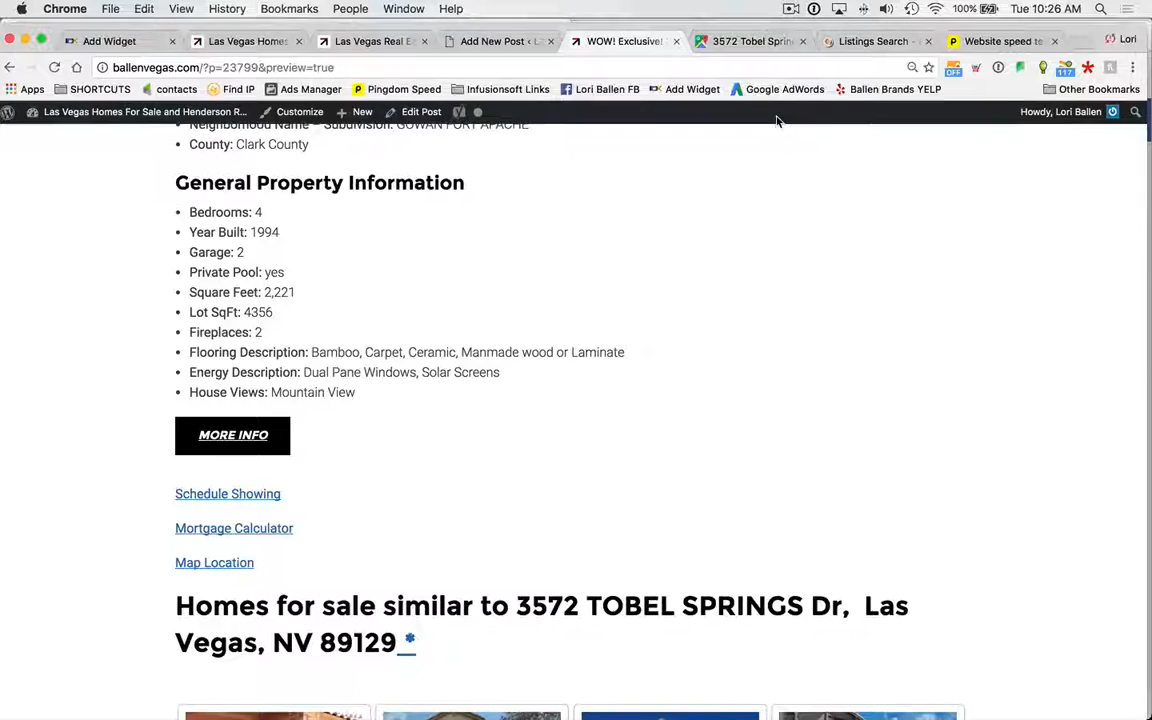 Chrome File Edit View History Bookmarks People Window Help 100% Tue 10:26 AM
Add Widget Las Vegas Homes Las Vegas Real E Add New Post ‹ L WOW! Exclusive! 3572 Tobel Sprin Listings Search - Website speed te Lori
ballenvegas.com/?p=23799&preview=true
Apps SHORTCUTS contacts Find IP Ads Manager Pingdom Speed Infusionsoft Links Lori Ballen FB Add Widget Google AdWords Ballen Brands YELP Other Bookmarks
Las Vegas Homes For Sale and Henderson R... Customize New Edit Post Howdy, Lori Ballen
Neighborhood Name – Subdivision: GOWAN FORT APACHE
• County: Clark County
General Property Information
• Bedrooms: 4
• Year Built: 1994
• Garage: 2
• Private Pool: yes
• Square Feet: 2,221
• Lot SqFt: 4356
• Fireplaces: 2
• Flooring Description: Bamboo, Carpet, Ceramic, Manmade wood or Laminate
• Energy Description: Dual Pane Windows, Solar Screens
• House Views: Mountain View
MORE INFO
Schedule Showing
Mortgage Calculator
Map Location
Homes for sale similar to 3572 TOBEL SPRINGS Dr, Las
Vegas, NV 89129 *